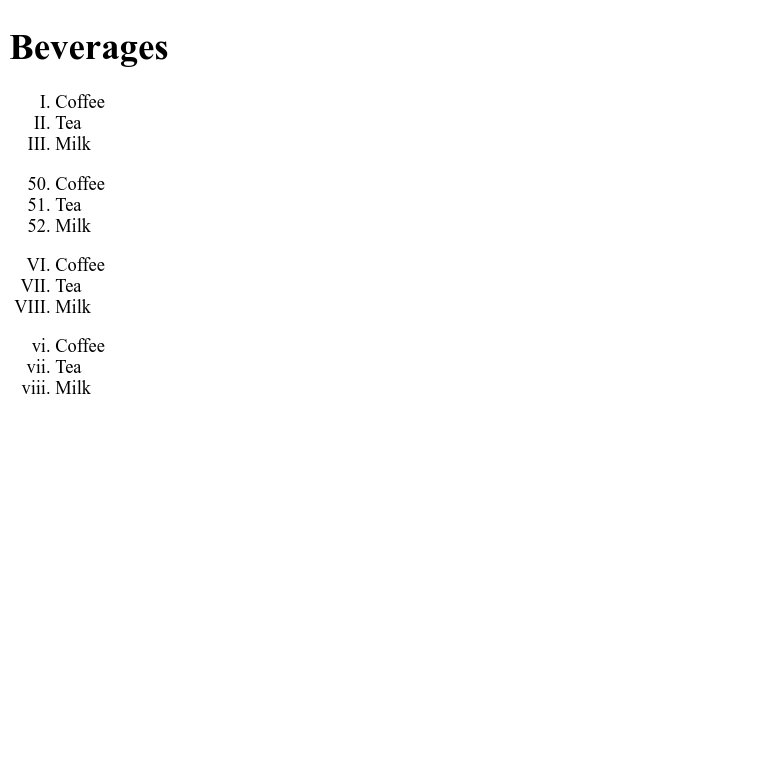 Beverages
I. Coffee
II. Tea
III. Milk
50. Coffee
51. Tea
52. Milk
VI. Coffee
VII. Tea
VIII. Milk
vi. Coffee
vii. Tea
viii. Milk